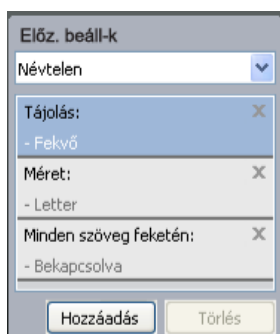 Előz. beáll-k
Névtelen
Tájolás:
- Fekvő
Méret:
- Letter
Minden szöveg feketén:
- Bekapcsolva
Hozzáadás Törlés